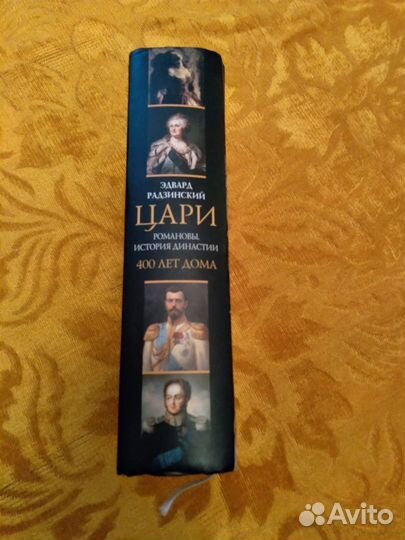 ЭДВАРД
РАДЗИНСКИЙ
ЦАРИ
РОМАНОВЫ.
ИСТОРИЯ ДИНАСТИИ
400 ЛЕТ ДОМА
Avito